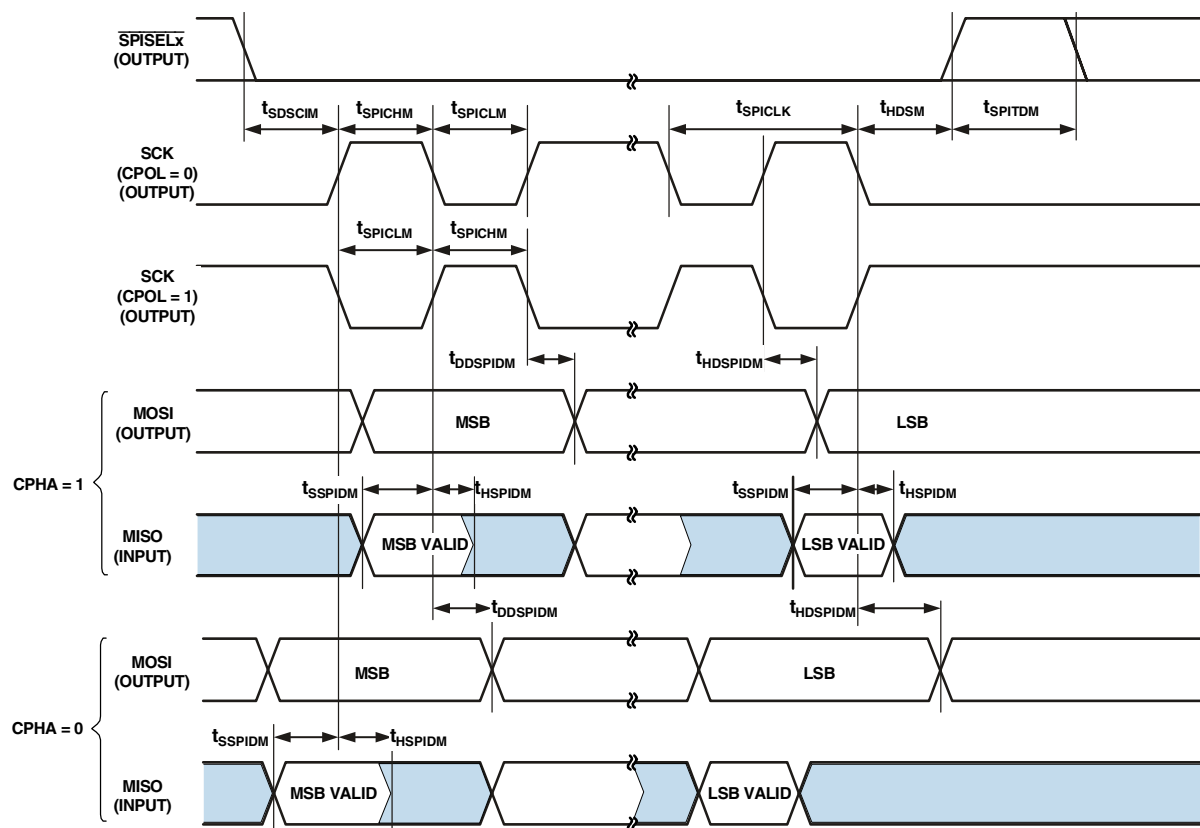 SPISELx
(OUTPUT)
tSDSCIM
tSPICHM
tSPICLM
tSPICLK
tHDSM
tSPITDM
SCK
(CPOL = 0)
(OUTPUT)
tSPICLM
tSPICHM
SCK
(CPOL = 1)
(OUTPUT)
tDDSPIDM
tHDSPIDM
CPHA = 1
MOSI
(OUTPUT)
MSB
LSB
tSSPIDM
tHSPIDM
tSSPIDM
tHSPIDM
MISO
(INPUT)
MSB VALID
LSB VALID
tDDSPIDM
tHDSPIDM
CPHA = 0
MOSI
(OUTPUT)
MSB
LSB
tSSPIDM
tHSPIDM
MISO
(INPUT)
MSB VALID
LSB VALID